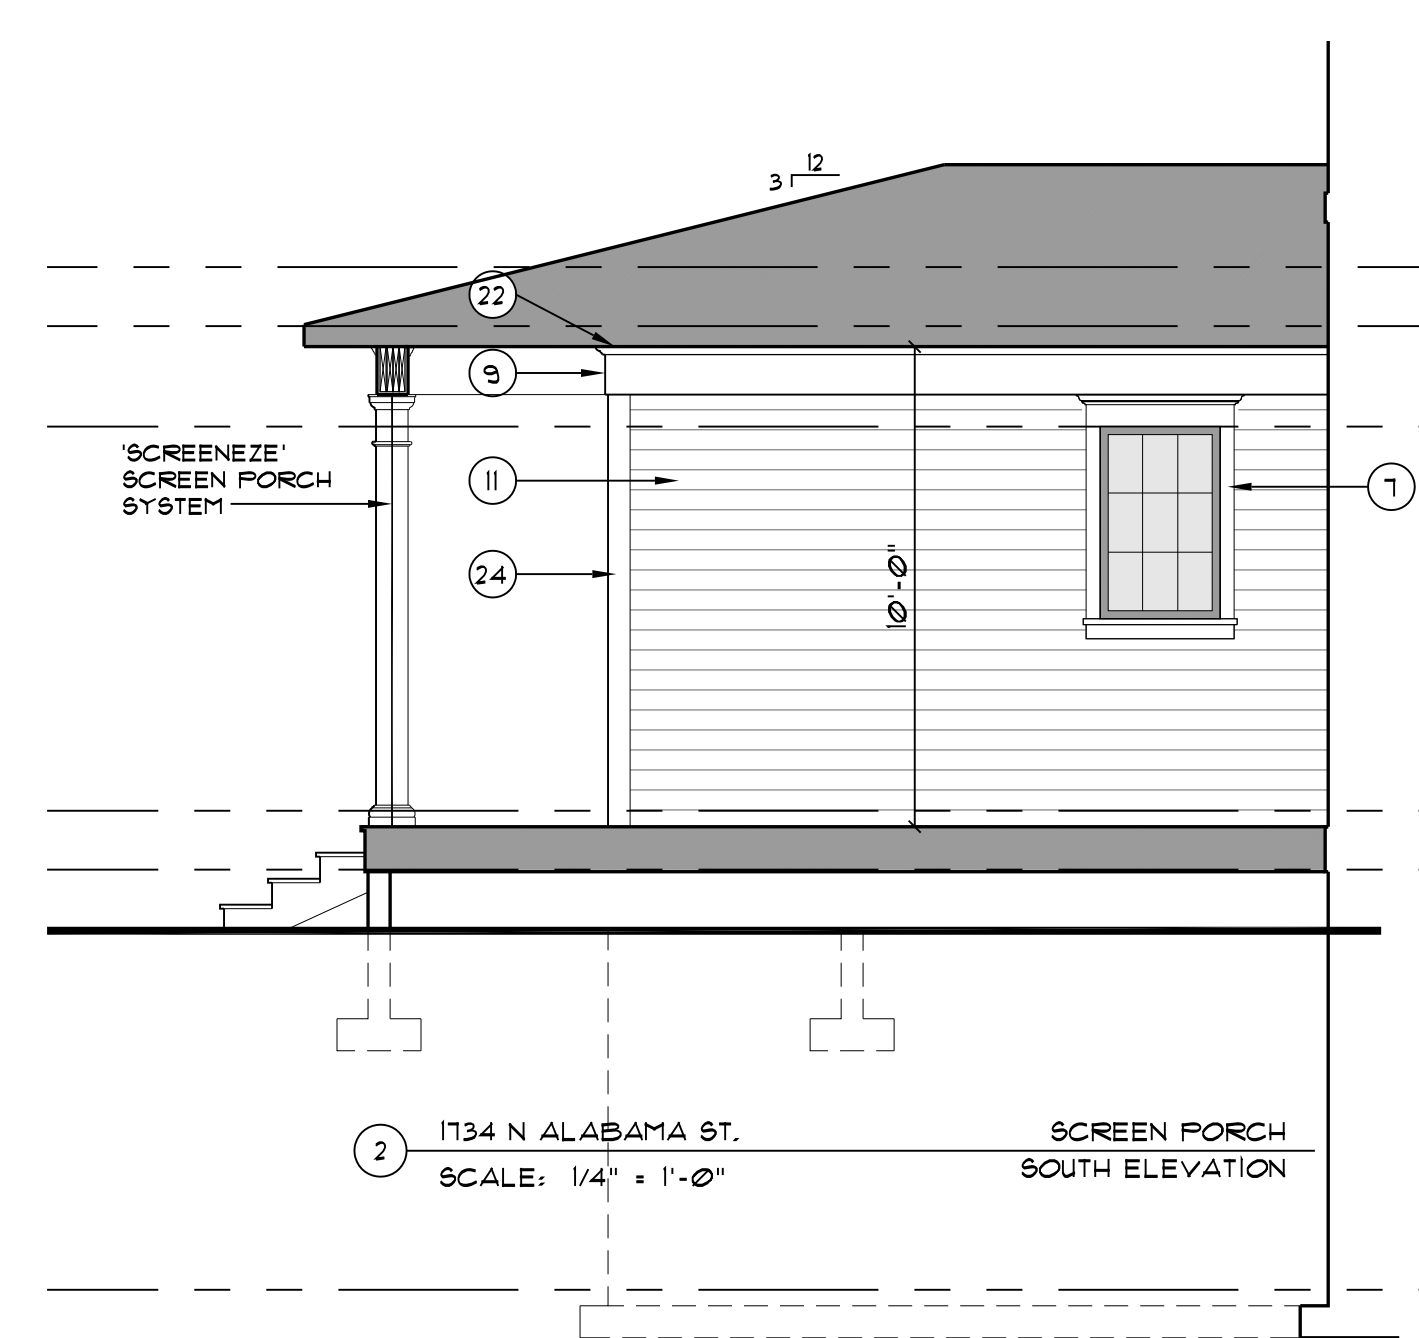 12
3
22
9
'SCREENEZE'
SCREEN PORCH
SYSTEM
11
7
24
10'-0"
2
1734 N ALABAMA ST.
SCALE: 1/4" = 1'-0"
SCREEN PORCH
SOUTH ELEVATION